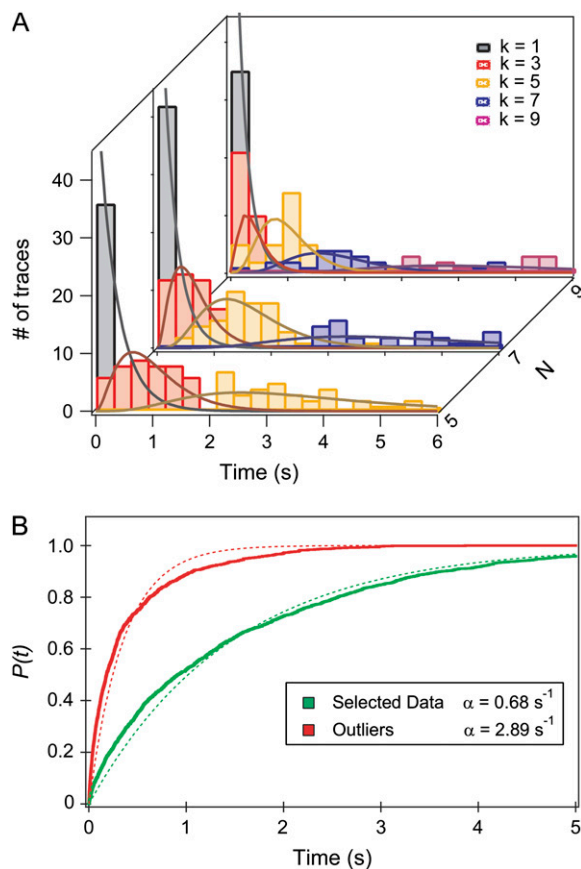 A
k = 1
k = 3
k = 5
k = 7
k = 9
# of traces
40
30
20
10
0
0 1 2 3 4 5 6
Time (s)
5
7
9
N
B
P(t)
1.0
0.8
0.6
0.4
0.2
0
Selected Data α = 0.68 s⁻¹
Outliers α = 2.89 s⁻¹
0 1 2 3 4 5
Time (s)